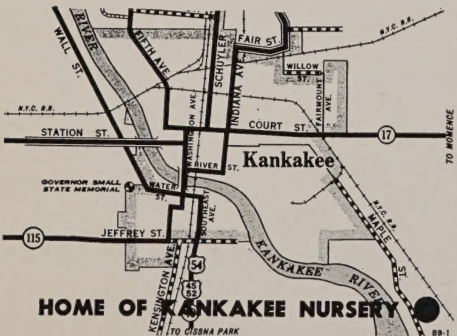 N.Y.C. R.R.
FAIR ST.
RIVER
WALL ST.
FIFTH AVE.
SCHUYLER
INDIANA AVE.
WILLOW ST.
FAIRMOUNT AVE.
N.Y.C. R.R.
STATION ST.
WASHINGTON AVE.
COURT ST.
17
TO MOMENCE
RIVER ST.
Kankakee
GOVERNOR SMALL
STATE MEMORIAL
WATER ST.
SOUTHEAST AVE.
N.Y.C. R.R.
MAPLE ST.
115
JEFFREY ST.
KENSINGTON AVE.
54
45
52
KANKAKEE RIVER
HOME OF KANKAKEE NURSERY
TO CISSNA PARK
BB-1